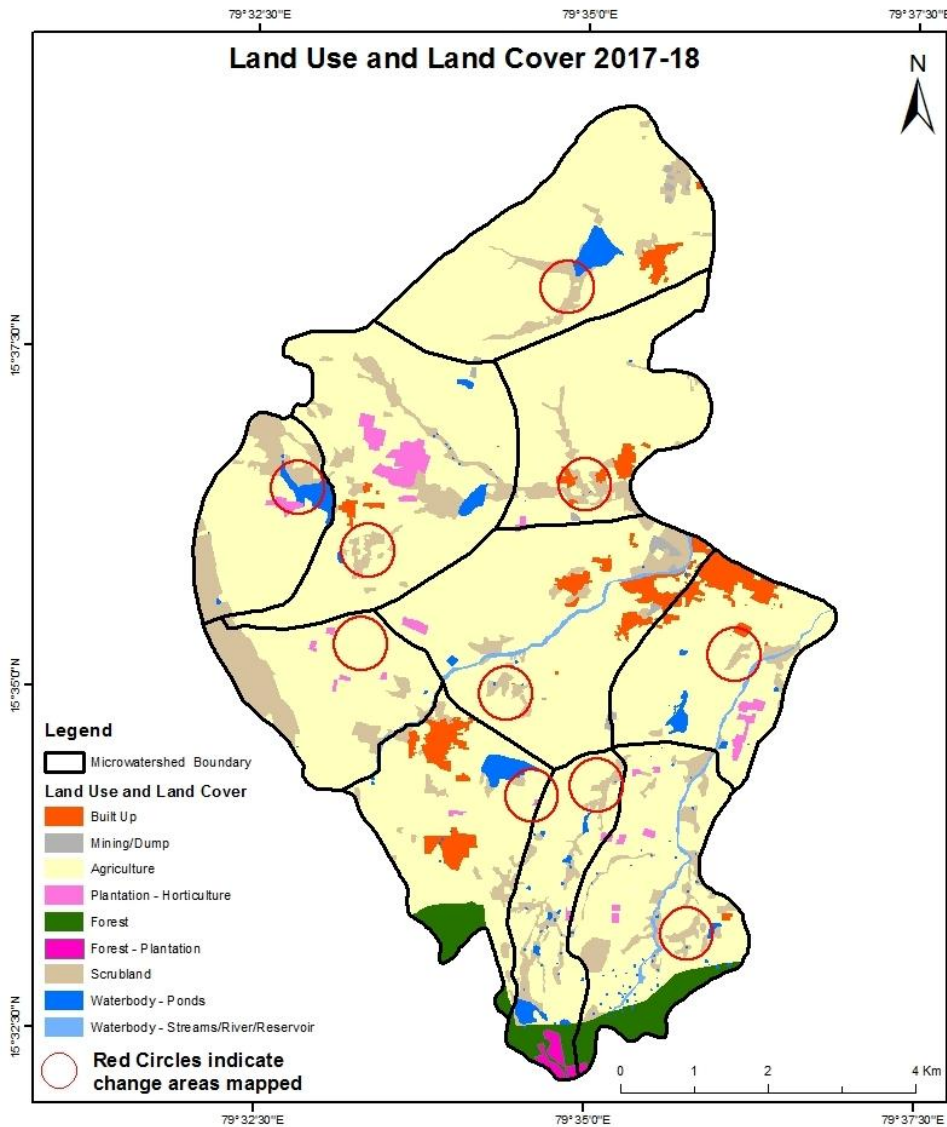 79°32'30"E
79°35'0"E
79°37'30"E
Land Use and Land Cover 2017-18
N
15°37'30"N
15°37'30"N
15°35'0"N
15°32'30"N
Legend
Microwatershed Boundary
Land Use and Land Cover
Built Up
Mining/Dump
Agriculture
Plantation - Horticulture
Forest
Forest - Plantation
Scrubland
Waterbody - Ponds
Waterbody - Streams/River/Reservoir
Red Circles indicate
change areas mapped
0 1 2 4 Km
79°32'30"E
79°35'0"E
79°37'30"E